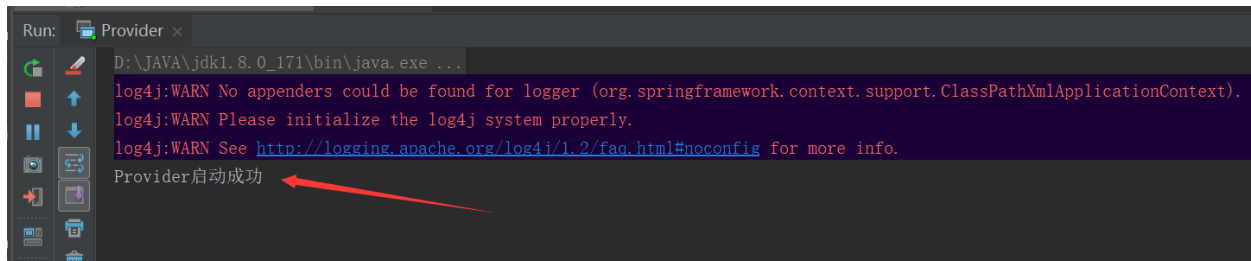 Run: Provider ×
D:\JAVA\jdk1.8.0_171\bin\java.exe ...
log4j:WARN No appenders could be found for logger (org.springframework.context.support.ClassPathXmlApplicationContext).
log4j:WARN Please initialize the log4j system properly.
log4j:WARN See http://logging.apache.org/log4j/1.2/faq.html#noconfig for more info.
Provider启动成功